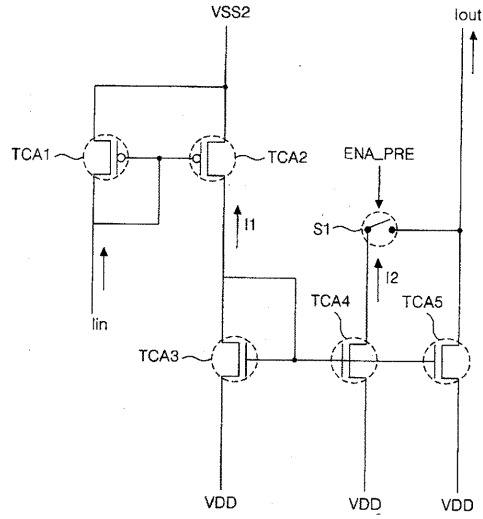 VSS2
Iout
TCA1
TCA2
ENA_PRE
S1
I1
I2
Iin
TCA4
TCA5
TCA3
VDD
VDD
VDD